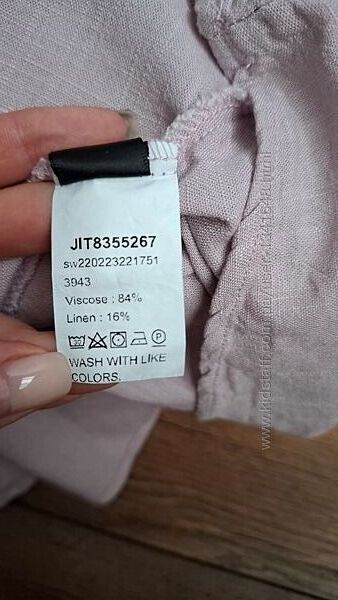 JIT8355267
sw220223221751
3943
Viscose : 84%
Linen : 16%
WASH WITH LIKE
COLORS.